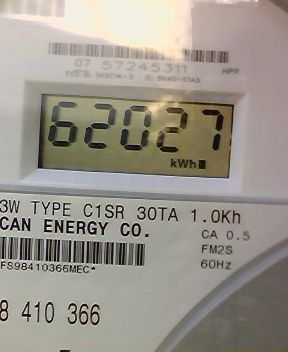 07 57245311 HPP
62027
kWh
3W TYPE C1SR 30TA 1.0Kh
CAN ENERGY CO. CA 0.5
FM2S
FS98410366MEC* 60Hz
8 410 366